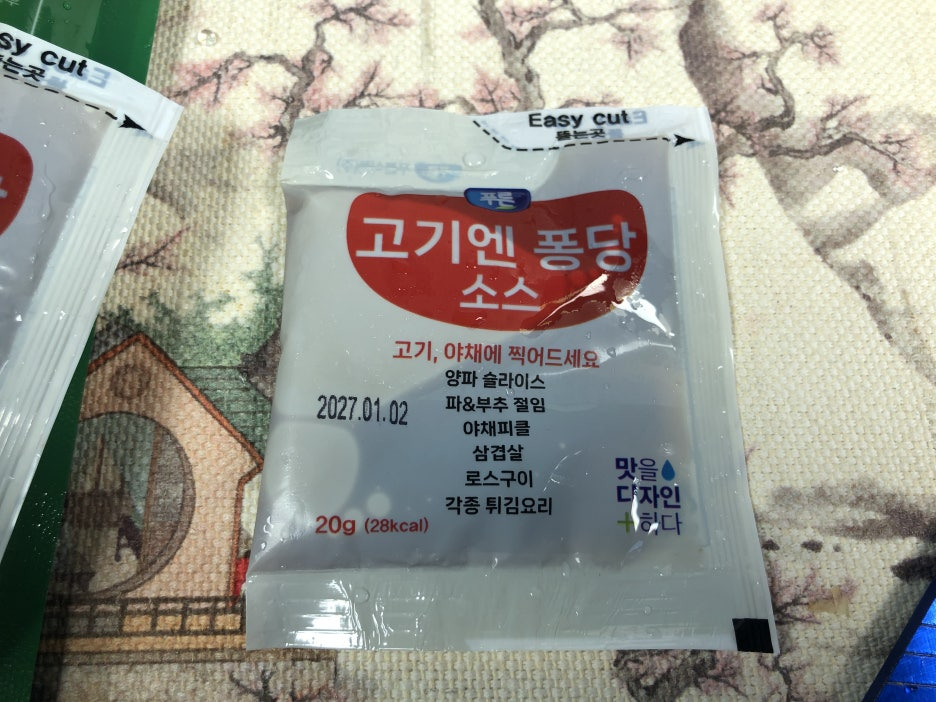 sy cut
뜯는곳
Easy cut
뜯는곳
푸른
고기엔 퐁당
소스
고기, 야채에 찍어드세요
양파 슬라이스
파&부추 절임
야채피클
삼겹살
로스구이
각종 튀김요리
2027.01.02
20g (28kcal)
맛을
디자인
+하다